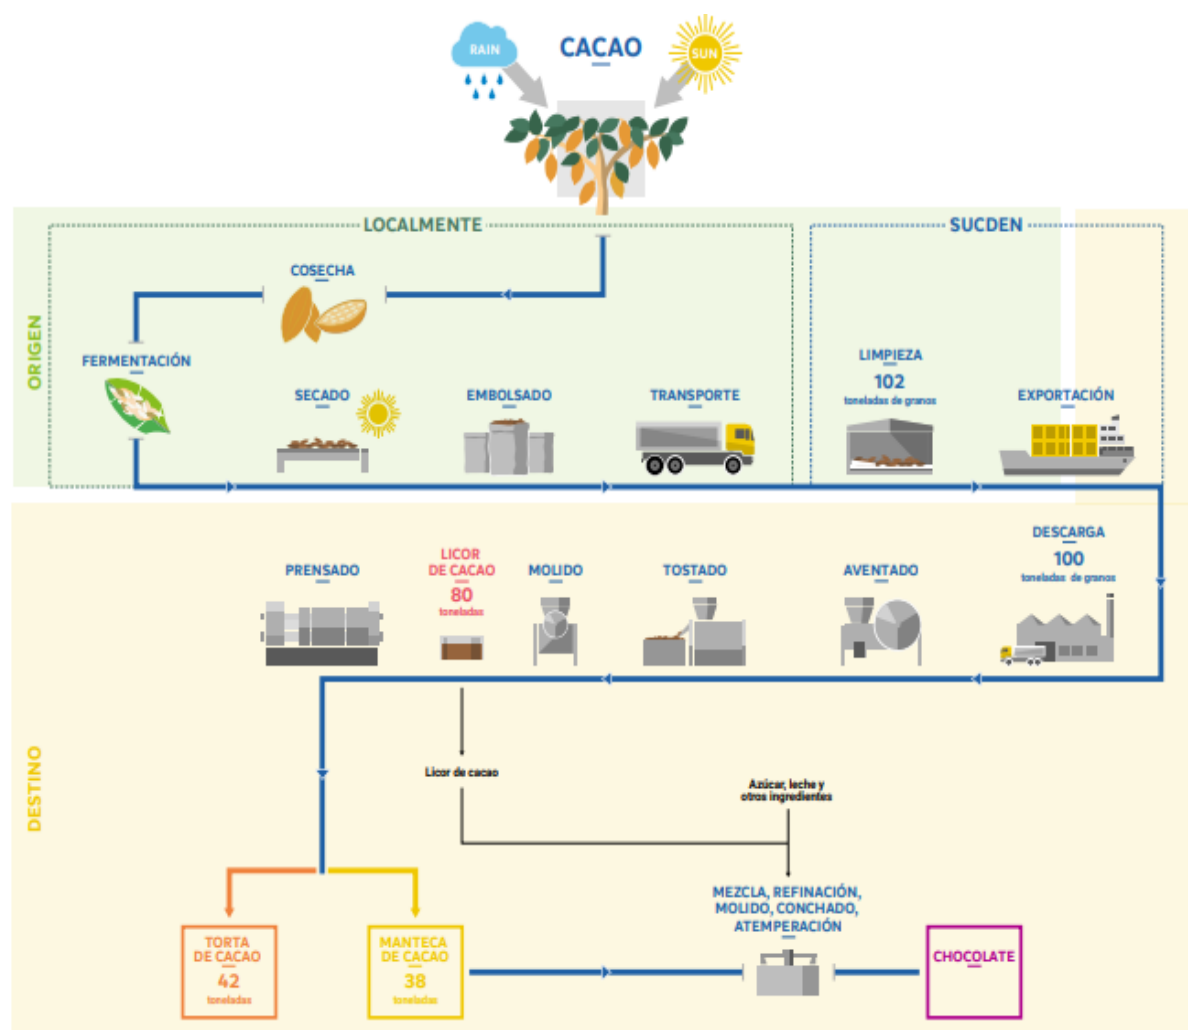 RAIN
CACAO
SUN
LOCALMENTE
SUCDEN
ORIGEN
COSECHA
FERMENTACIÓN
SECADO
EMBOLSADO
TRANSPORTE
LIMPIEZA
102
toneladas de granos
EXPORTACIÓN
DESTINO
PRENSADO
LICOR
DE CACAO
80
toneladas
MOLIDO
TOSTADO
AVENTADO
DESCARGA
100
toneladas de granos
Licor de cacao
Azúcar, leche y
otros ingredientes
MEZCLA, REFINACIÓN,
MOLIDO, CONCHADO,
ATEMPERACIÓN
TORTA
DE CACAO
42
toneladas
MANTECA
DE CACAO
38
toneladas
CHOCOLATE